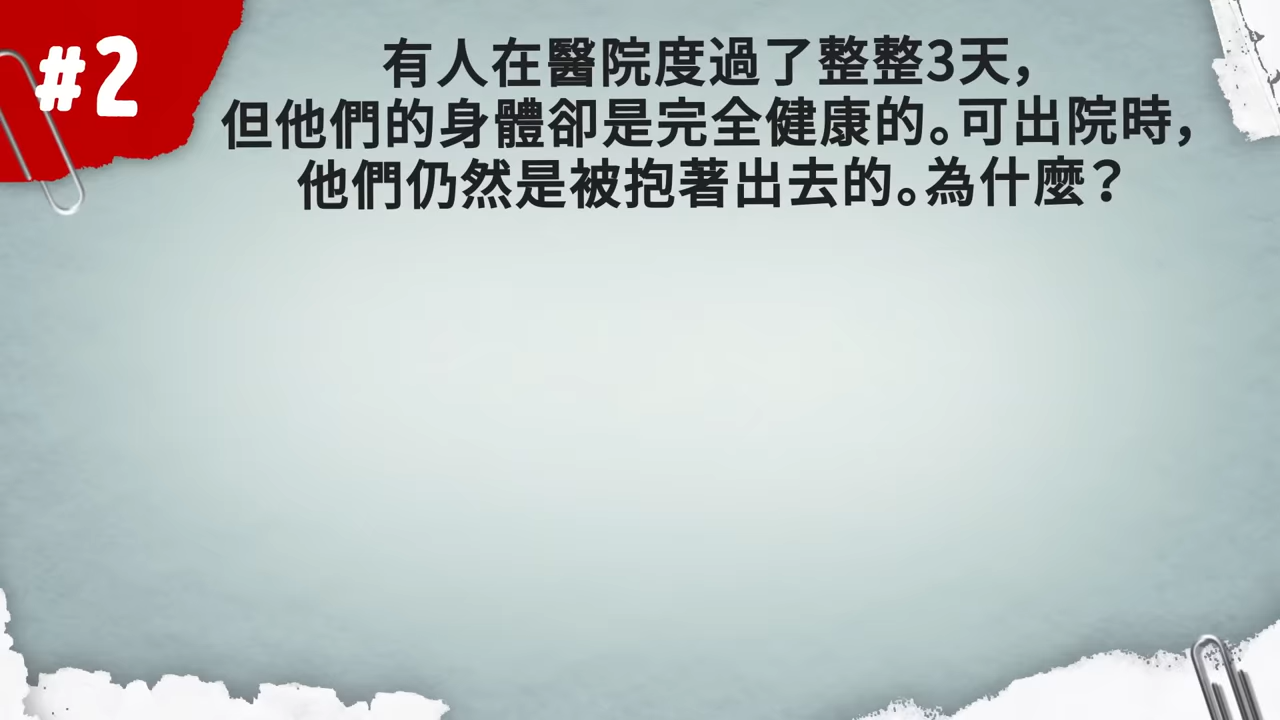 #2
有人在醫院度過了整整3天，
但他們的身體卻是完全健康的。可出院時，
他們仍然是被抱著出去的。為什麼？